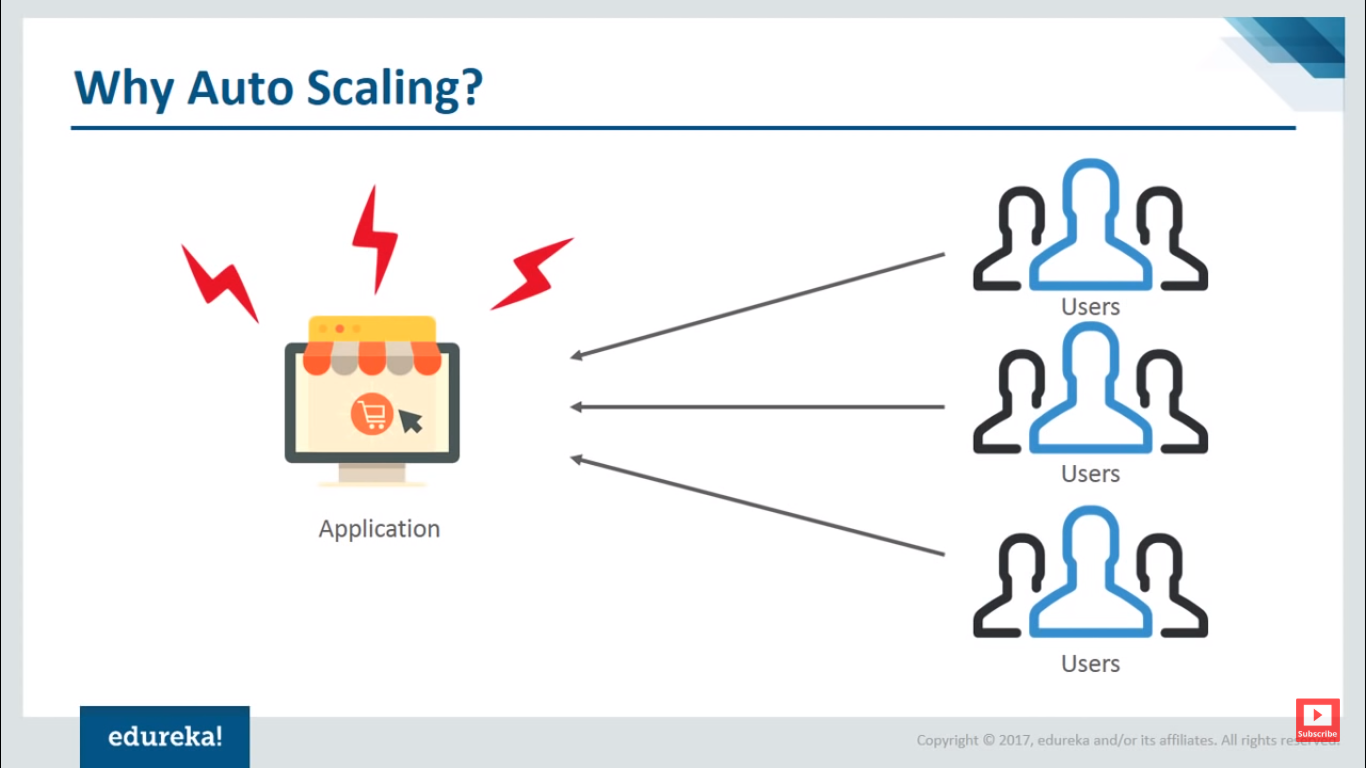 Why Auto Scaling?
Users
Users
Application
Users
edureka!
Copyright © 2017, edureka and/or its affiliates. All rights reserved.
Subscribe